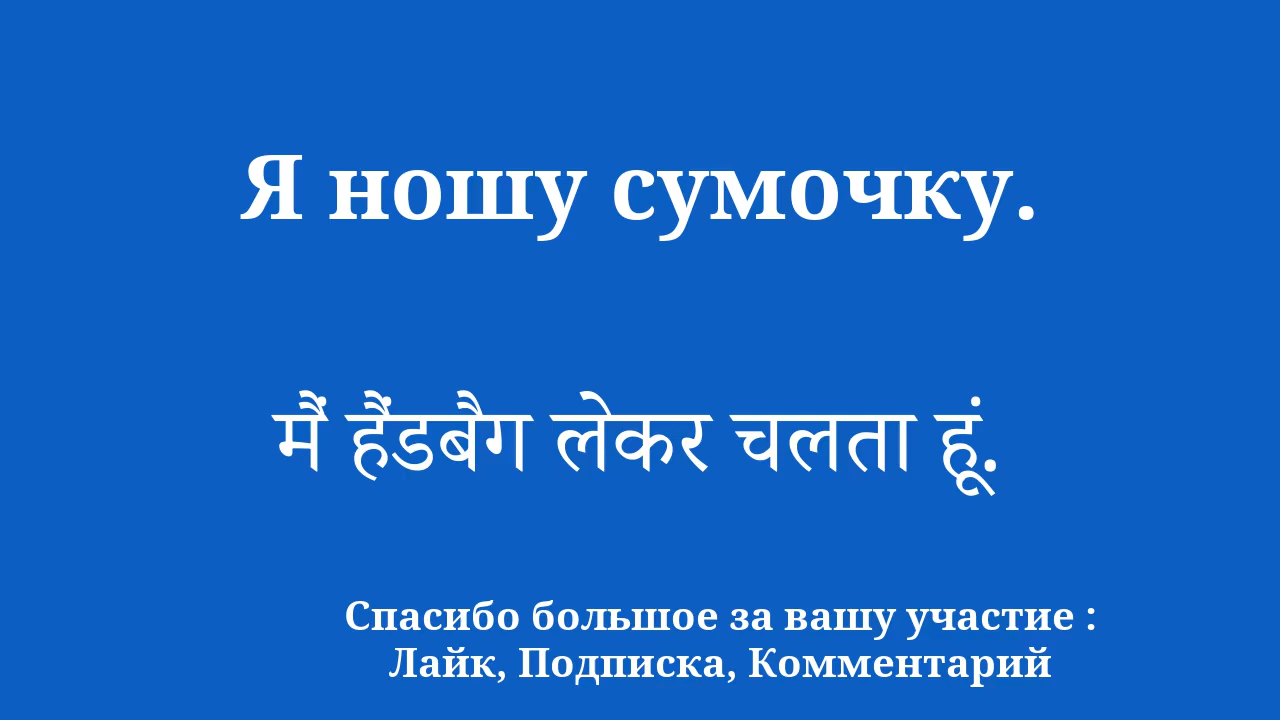 Я ношу сумочку.
मैं हैंडबैग लेकर चलता हूं.
Спасибо большое за вашу участие :
Лайк, Подписка, Комментарий